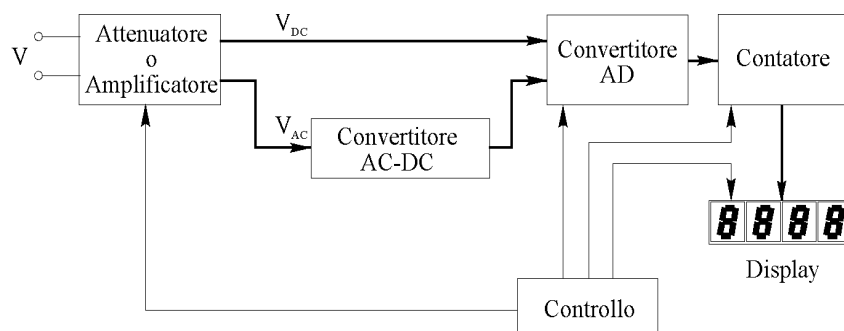 V
Attenuatore
o
Amplificatore
V_DC
V_AC
Convertitore
AC-DC
Convertitore
AD
Contatore
8888
Display
Controllo